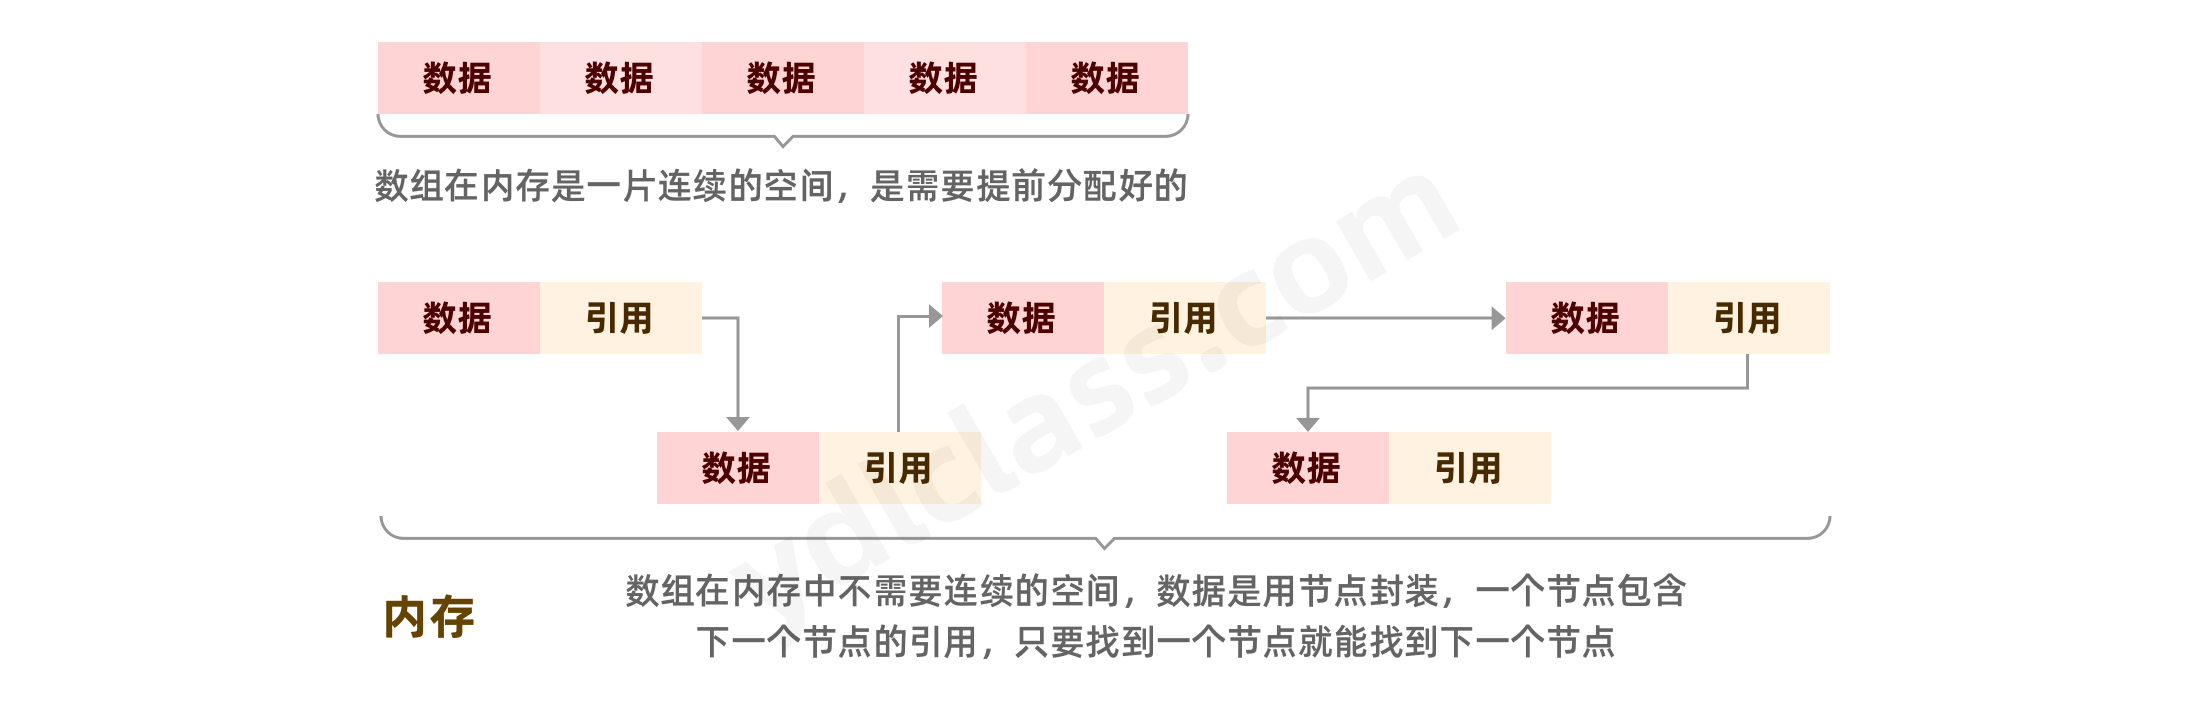 数据 数据 数据 数据 数据
数组在内存是一片连续的空间，是需要提前分配好的
数据 引用 数据 引用 数据 引用
数据 引用 数据 引用
数组在内存中不需要连续的空间，数据是用节点封装，一个节点包含
下一个节点的引用，只要找到一个节点就能找到下一个节点
内存
ydlclass.com